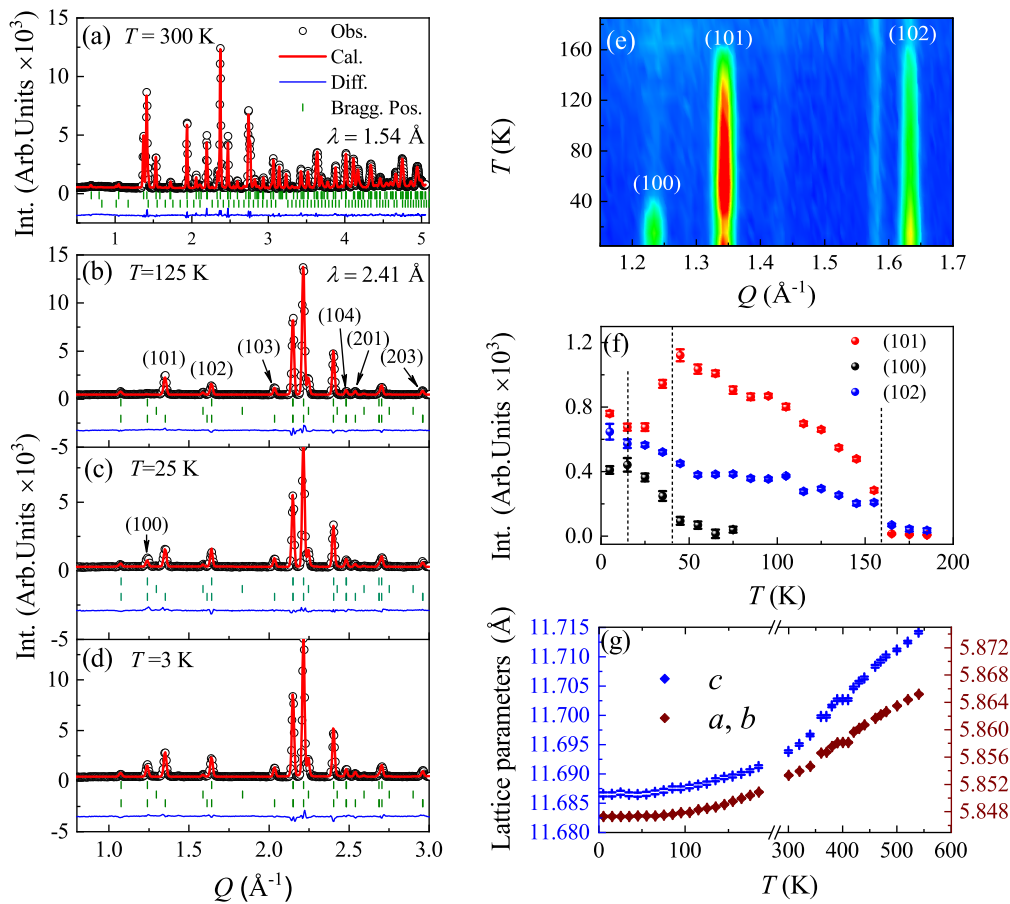 (a) T = 300 K
Obs.
Cal.
Diff.
Bragg. Pos.
λ = 1.54 Å
15
10
5
0
Int. (Arb.Units ×10³)
1 2 3 4 5
(b) T=125 K
λ = 2.41 Å
(101) (102) (103) (104) (201) (203)
15
10
5
0
-5
(c) T=25 K
(100)
5
0
-5
Int. (Arb.Units ×10³)
(d) T=3 K
10
5
0
-5
1.0 1.5 2.0 2.5 3.0
Q (Å⁻¹)
(e)
(100) (101) (102)
160
120
80
40
T (K)
1.2 1.3 1.4 1.5 1.6 1.7
Q (Å⁻¹)
(f)
(101)
(100)
(102)
1.2
0.8
0.4
0.0
Int. (Arb.Units ×10³)
0 50 100 150 200
T (K)
(g)
c
a, b
11.715
11.710
11.705
11.700
11.695
11.690
11.685
11.680
Lattice parameters (Å)
5.872
5.868
5.864
5.860
5.856
5.852
5.848
0 100 300 400 500 600
T (K)